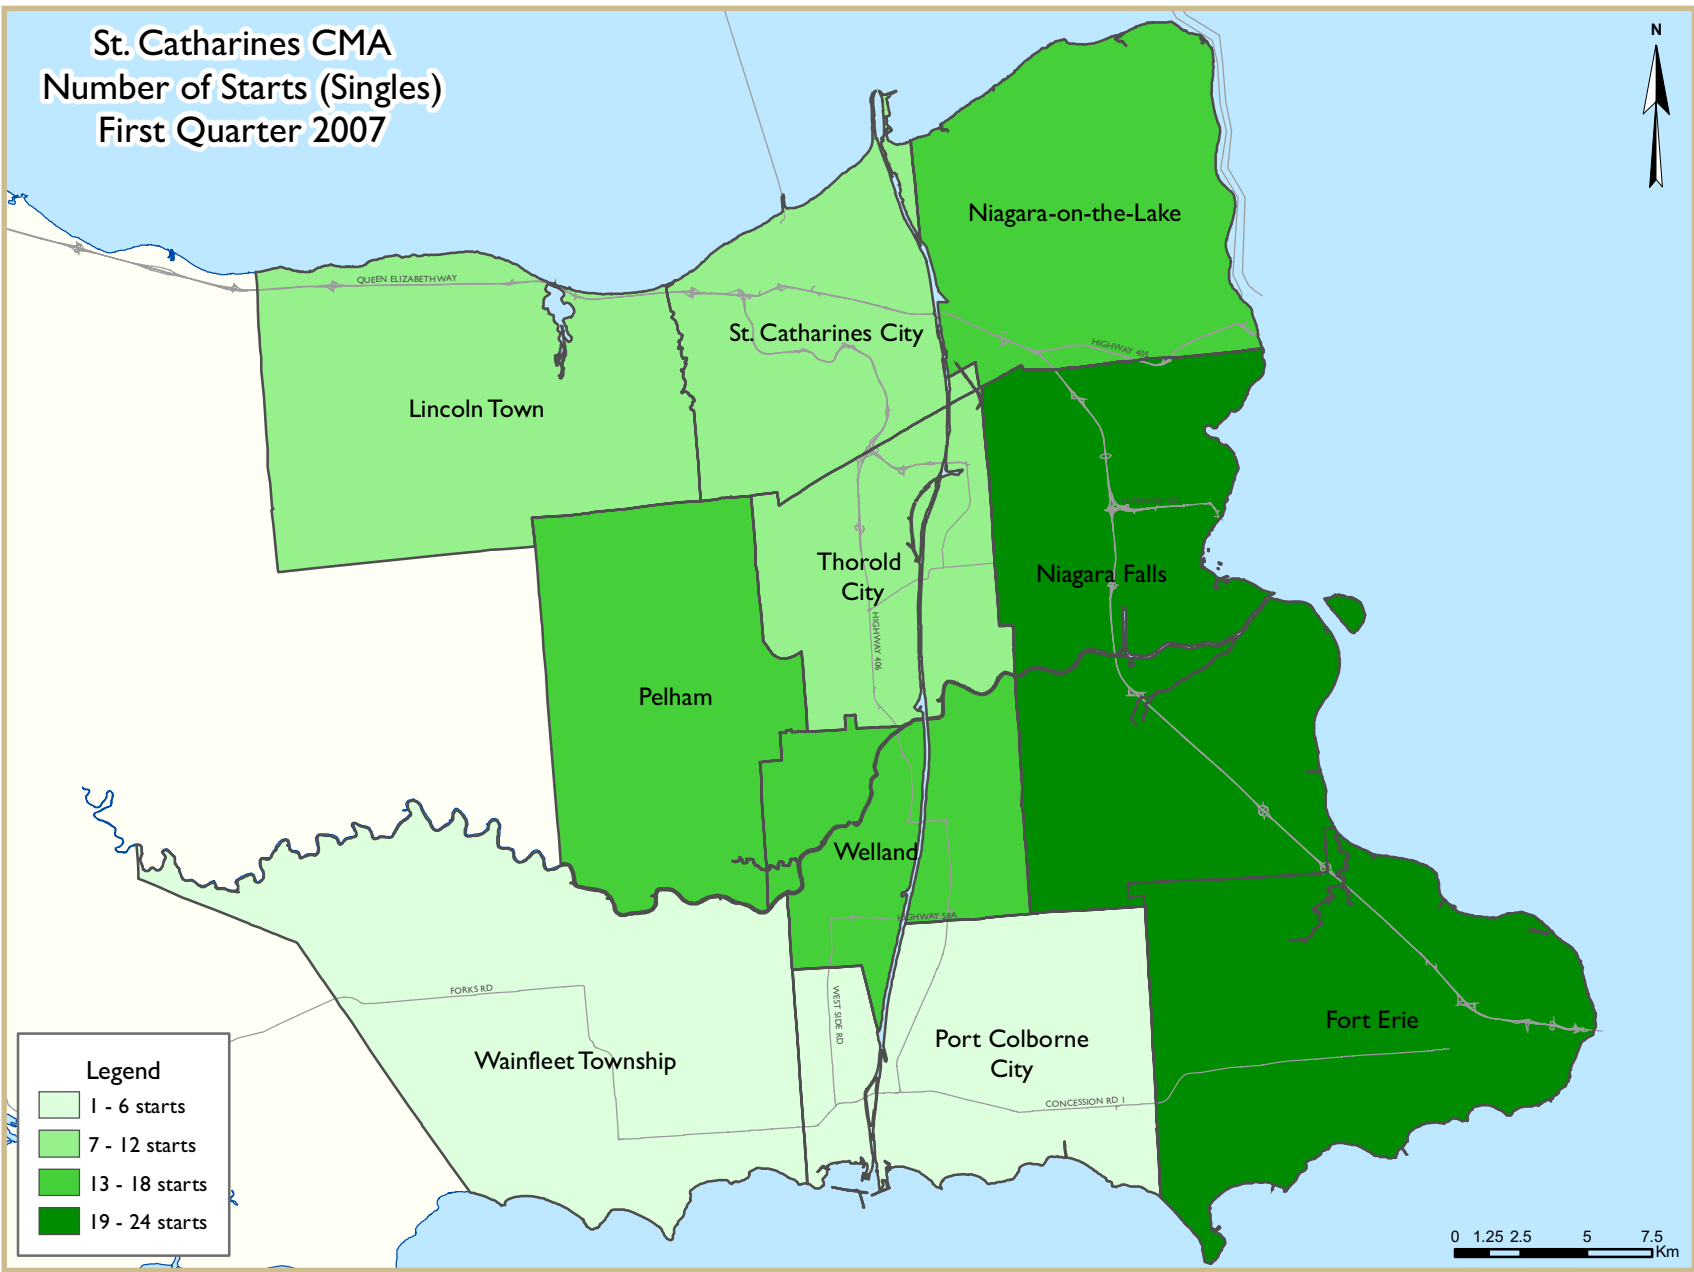 St. Catharines CMA
Number of Starts (Singles)
First Quarter 2007
N
Niagara-on-the-Lake
QUEEN ELIZABETH WAY
St. Catharines City
HIGHWAY 405
Lincoln Town
Thorold
City
Niagara Falls
HIGHWAY 406
Pelham
Welland
HIGHWAY 58A
FORKS RD
WEST SIDE RD
Fort Erie
Port Colborne
City
Wainfleet Township
CONCESSION RD 1
Legend
1 - 6 starts
7 - 12 starts
13 - 18 starts
19 - 24 starts
0 1.25 2.5 5 7.5
Km